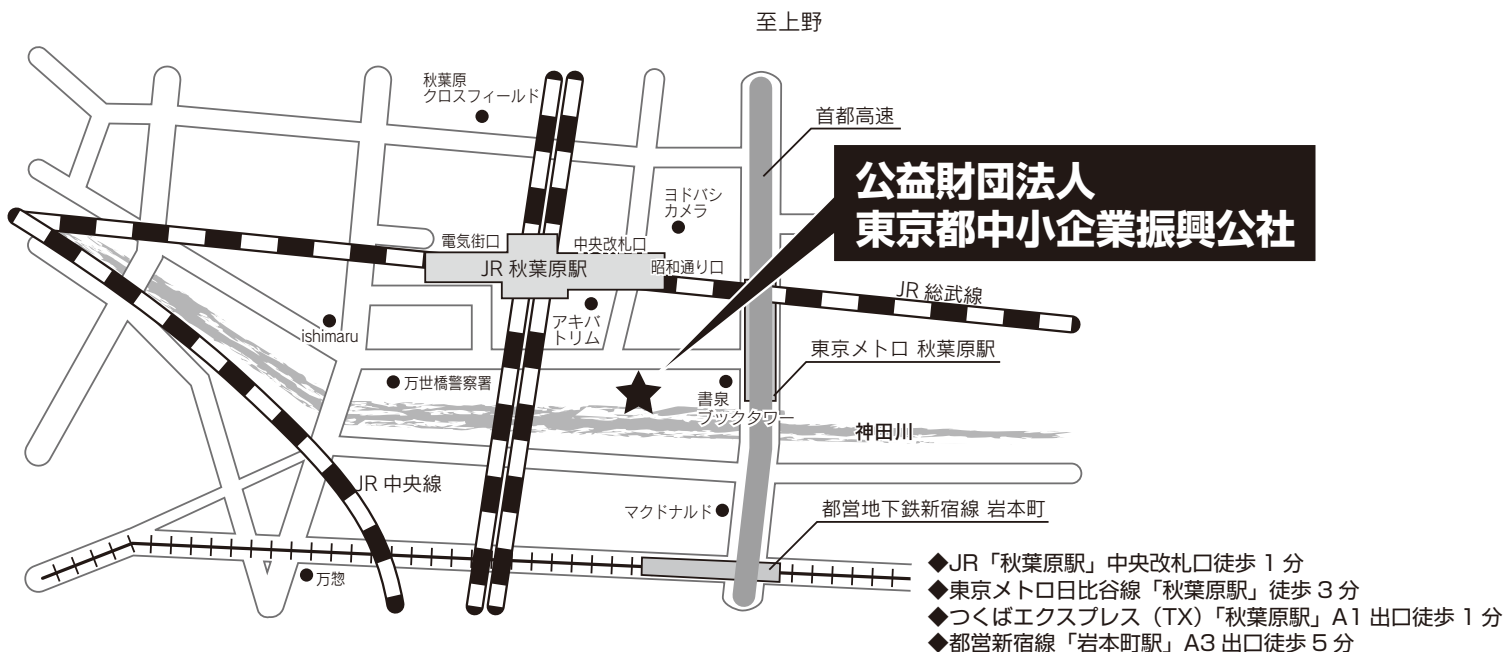 至上野
秋葉原
クロスフィールド
首都高速
公益財団法人
東京都中小企業振興公社
ヨドバシ
カメラ
電気街口
中央改札口
JR 秋葉原駅
昭和通り口
JR 総武線
アキバ
トリム
ishimaru
東京メトロ 秋葉原駅
万世橋警察署
書泉
ブックタワー
神田川
JR 中央線
マクドナルド
都営地下鉄新宿線 岩本町
万惣
◆JR「秋葉原駅」中央改札口徒歩 1 分
◆東京メトロ日比谷線「秋葉原駅」徒歩 3 分
◆つくばエクスプレス（TX）「秋葉原駅」A1 出口徒歩 1 分
◆都営新宿線「岩本町駅」A3 出口徒歩 5 分